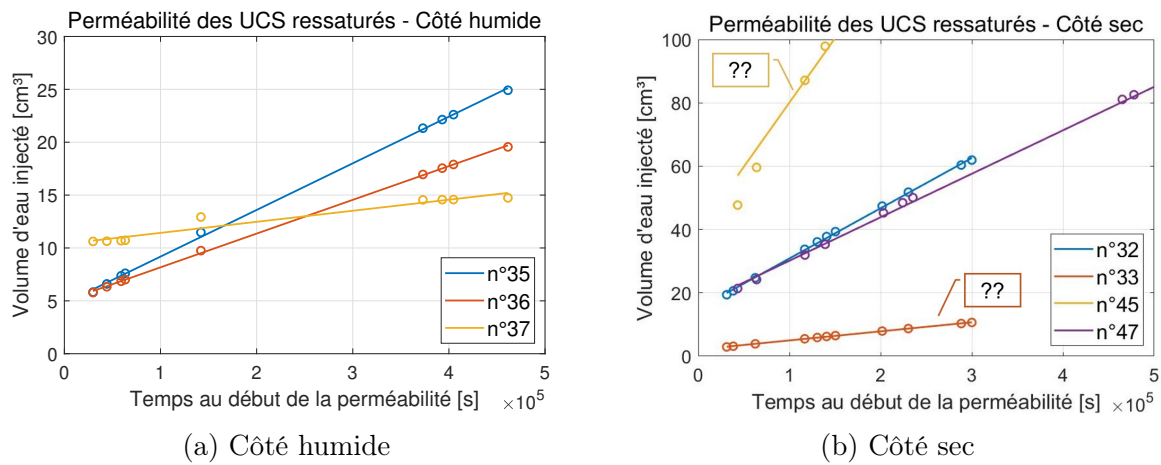 Perméabilité des UCS ressaturés - Côté humide
Volume d'eau injecté [cm³]
30
25
20
15
10
5
0
0 1 2 3 4 5
×10⁵
Temps au début de la perméabilité [s]
n°35
n°36
n°37
(a) Côté humide
Perméabilité des UCS ressaturés - Côté sec
Volume d'eau injecté [cm³]
100
80
60
40
20
0
0 1 2 3 4 5
×10⁵
Temps au début de la perméabilité [s]
??
??
n°32
n°33
n°45
n°47
(b) Côté sec